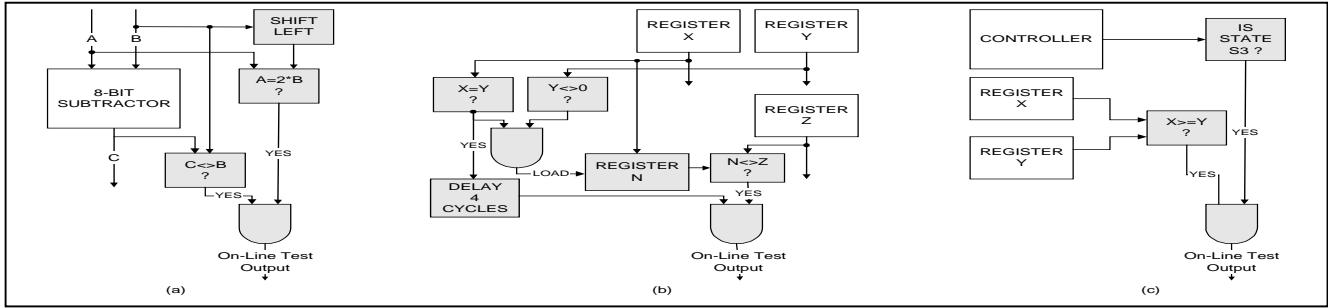 A
B
SHIFT
LEFT
8-BIT
SUBTRACTOR
A=2*B
?
C
C<>B
?
YES
YES
On-Line Test
Output
(a)
REGISTER
X
REGISTER
Y
X=Y
?
Y<>0
?
REGISTER
Z
YES
LOAD
REGISTER
N
N<>Z
?
DELAY
4
CYCLES
YES
On-Line Test
Output
(b)
CONTROLLER
IS
STATE
S3 ?
REGISTER
X
X>=Y
?
REGISTER
Y
YES
YES
On-Line Test
Output
(c)